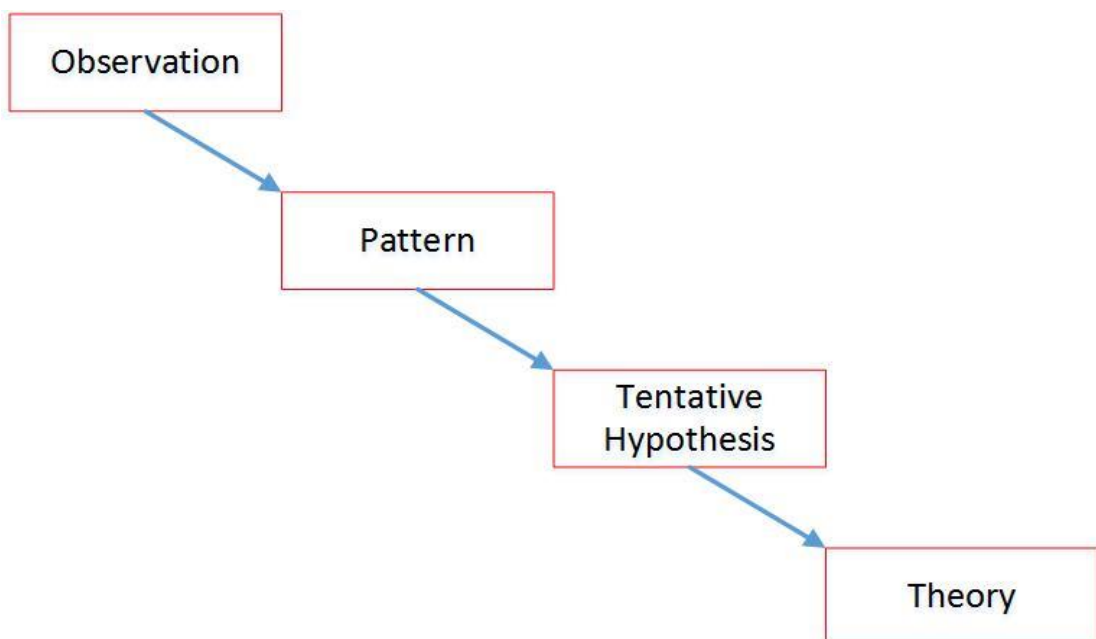 Observation
Pattern
Tentative
Hypothesis
Theory